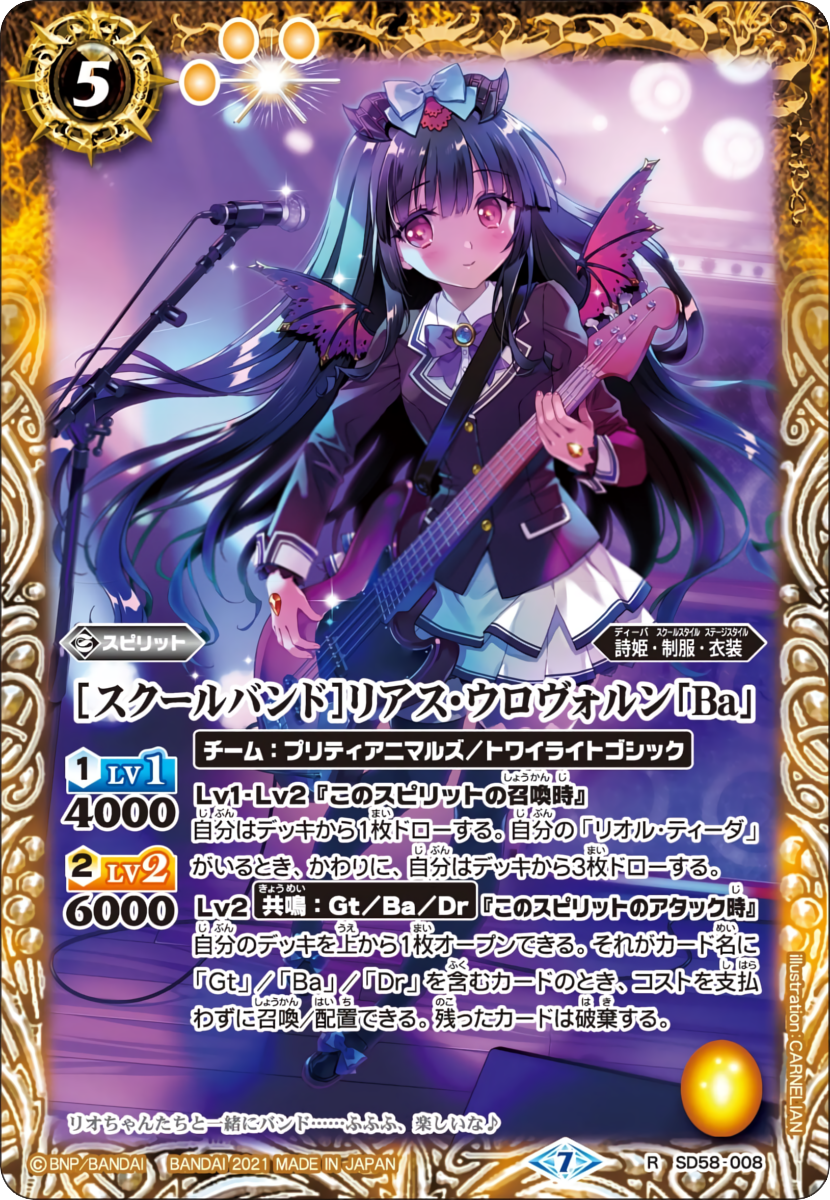 5
スピリット
詩姫・制服・衣装
ディーバ スクールスタイル ステージスタイル
[スクールバンド]リアス・ウロヴォルン「Ba」
チーム：プリティアニマルズ／トワイライトゴシック
1 LV1
4000
2 LV2
6000
Lv1・Lv2『このスピリットの召喚時』
自分はデッキから1枚ドローする。自分の「リオル・ティーダ」
がいるとき、かわりに、自分はデッキから3枚ドローする。
Lv2 共鳴：Gt／Ba／Dr『このスピリットのアタック時』
自分のデッキを上から1枚オープンできる。それがカード名に
「Gt」／「Ba」／「Dr」を含むカードのとき、コストを支払
わずに召喚／配置できる。残ったカードは破棄する。
リオちゃんたちと一緒にバンド……ふふふ、楽しいな♪
illustration：CARNELIAN
©BNP/BANDAI BANDAI 2021 MADE IN JAPAN
7
R SD58-008